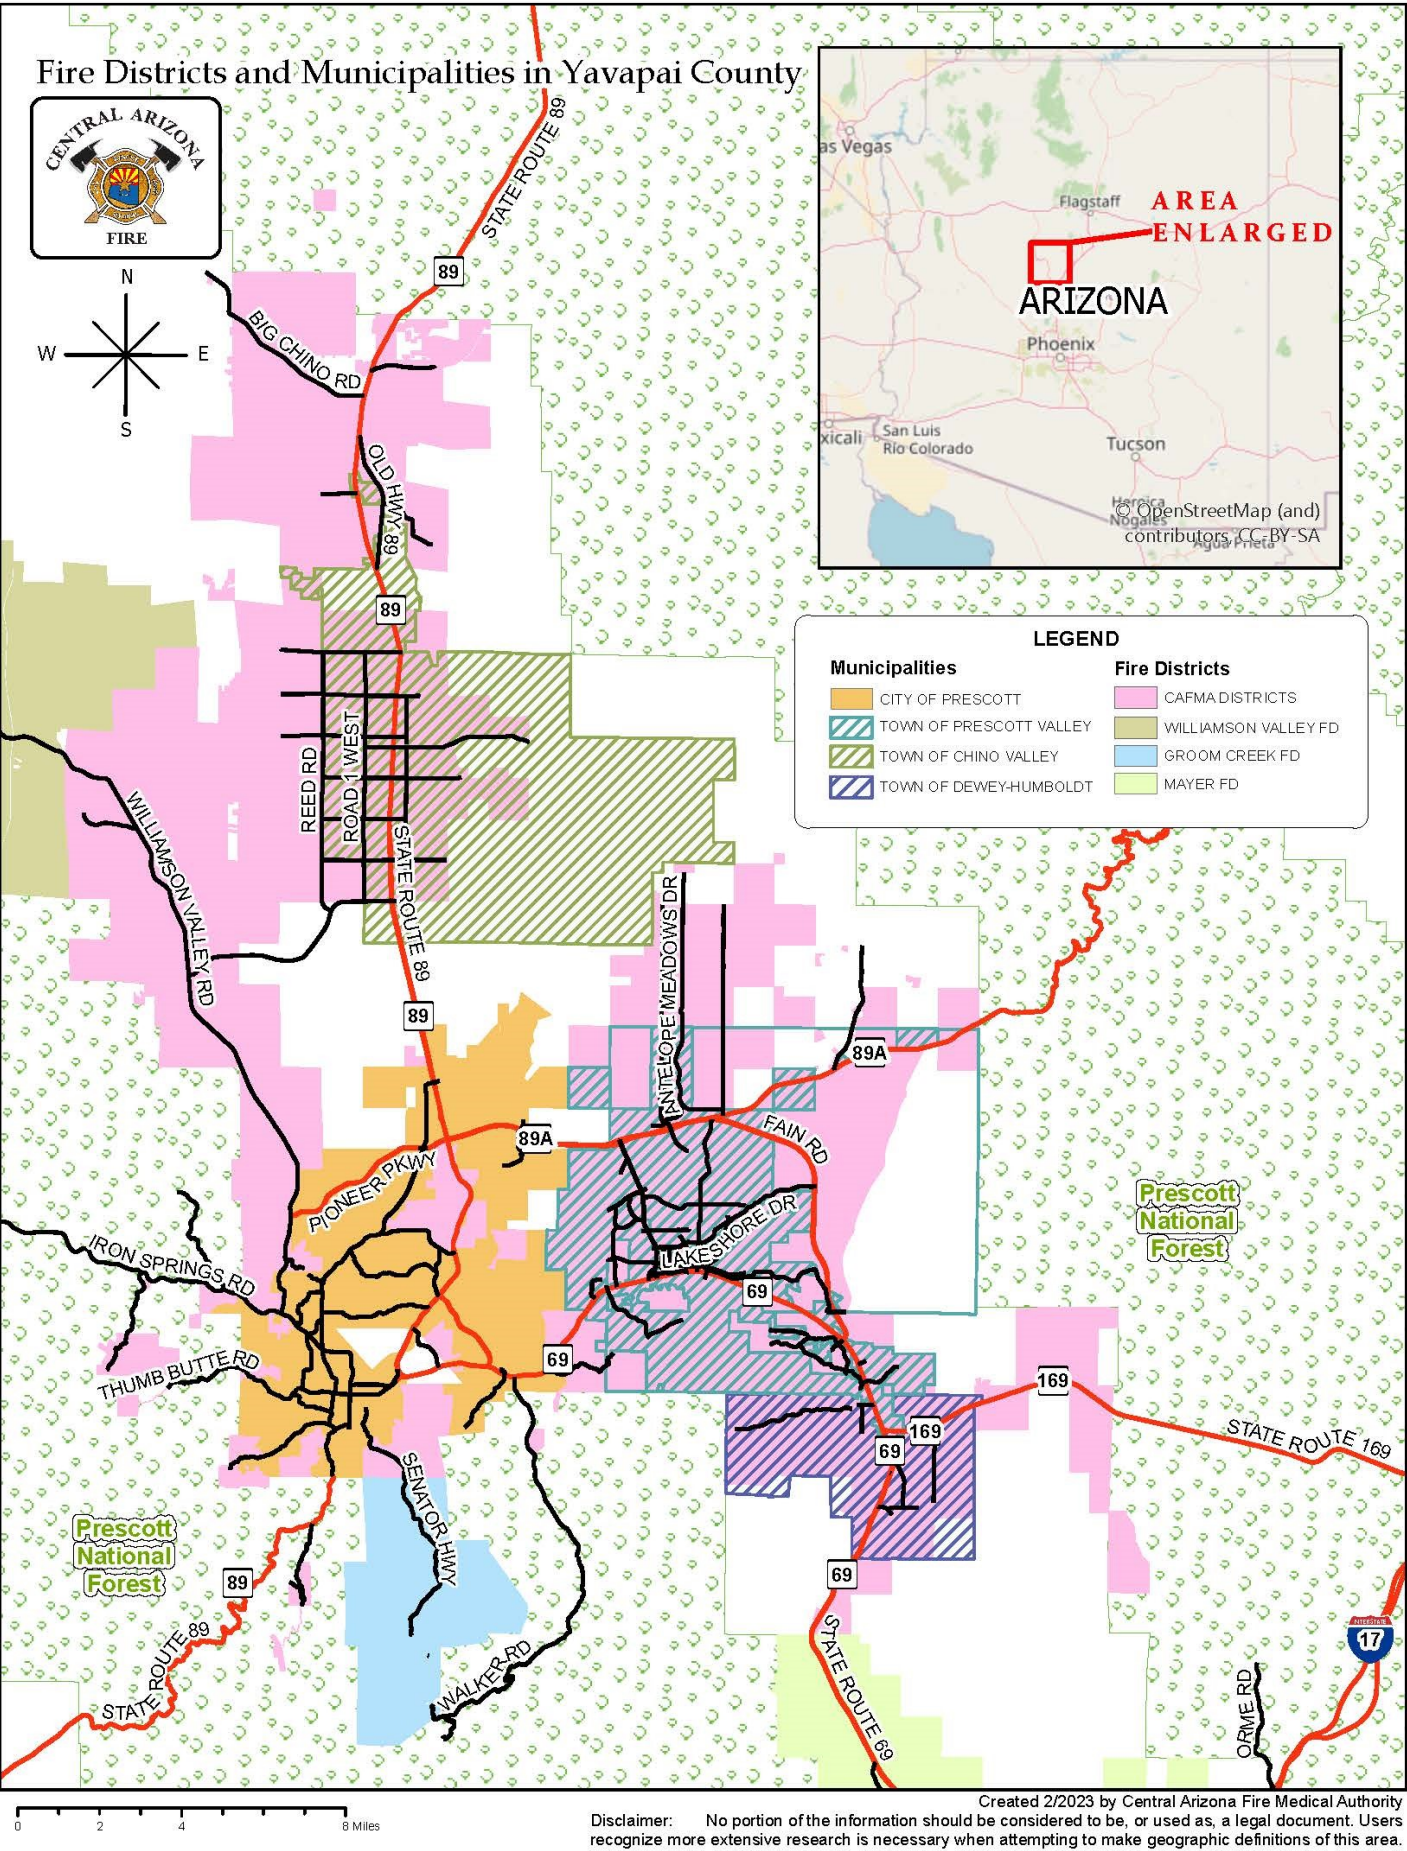 Fire Districts and Municipalities in Yavapai County
CENTRAL ARIZONA
FIRE
N
W
E
S
STATE ROUTE 89
89
BIG CHINO RD
OLD HWY 89
89
as Vegas
Flagstaff
AREA
ENLARGED
ARIZONA
Phoenix
xicali
San Luis
Río Colorado
Tucson
Heroica
Nogales
© OpenStreetMap (and)
contributors, CC-BY-SA
Agua Prieta
LEGEND
Municipalities
CITY OF PRESCOTT
TOWN OF PRESCOTT VALLEY
TOWN OF CHINO VALLEY
TOWN OF DEWEY-HUMBOLDT
Fire Districts
CAFMA DISTRICTS
WILLIAMSON VALLEY FD
GROOM CREEK FD
MAYER FD
REED RD
ROAD 1 WEST
STATE ROUTE 89
WILLIAMSON VALLEY RD
ANTELOPE MEADOWS DR
89
89A
89A
FAIN RD
PIONEER PKWY
LAKESHORE DR
IRON SPRINGS RD
69
69
THUMB BUTTE RD
Prescott
National
Forest
169
169
69
STATE ROUTE 169
SENATOR HWY
Prescott
National
Forest
89
69
STATE ROUTE 89
WALKER RD
STATE ROUTE 69
INTERSTATE
17
ORME RD
0 2 4 8 Miles
Created 2/2023 by Central Arizona Fire Medical Authority
Disclaimer: No portion of the information should be considered to be, or used as, a legal document. Users
recognize more extensive research is necessary when attempting to make geographic definitions of this area.